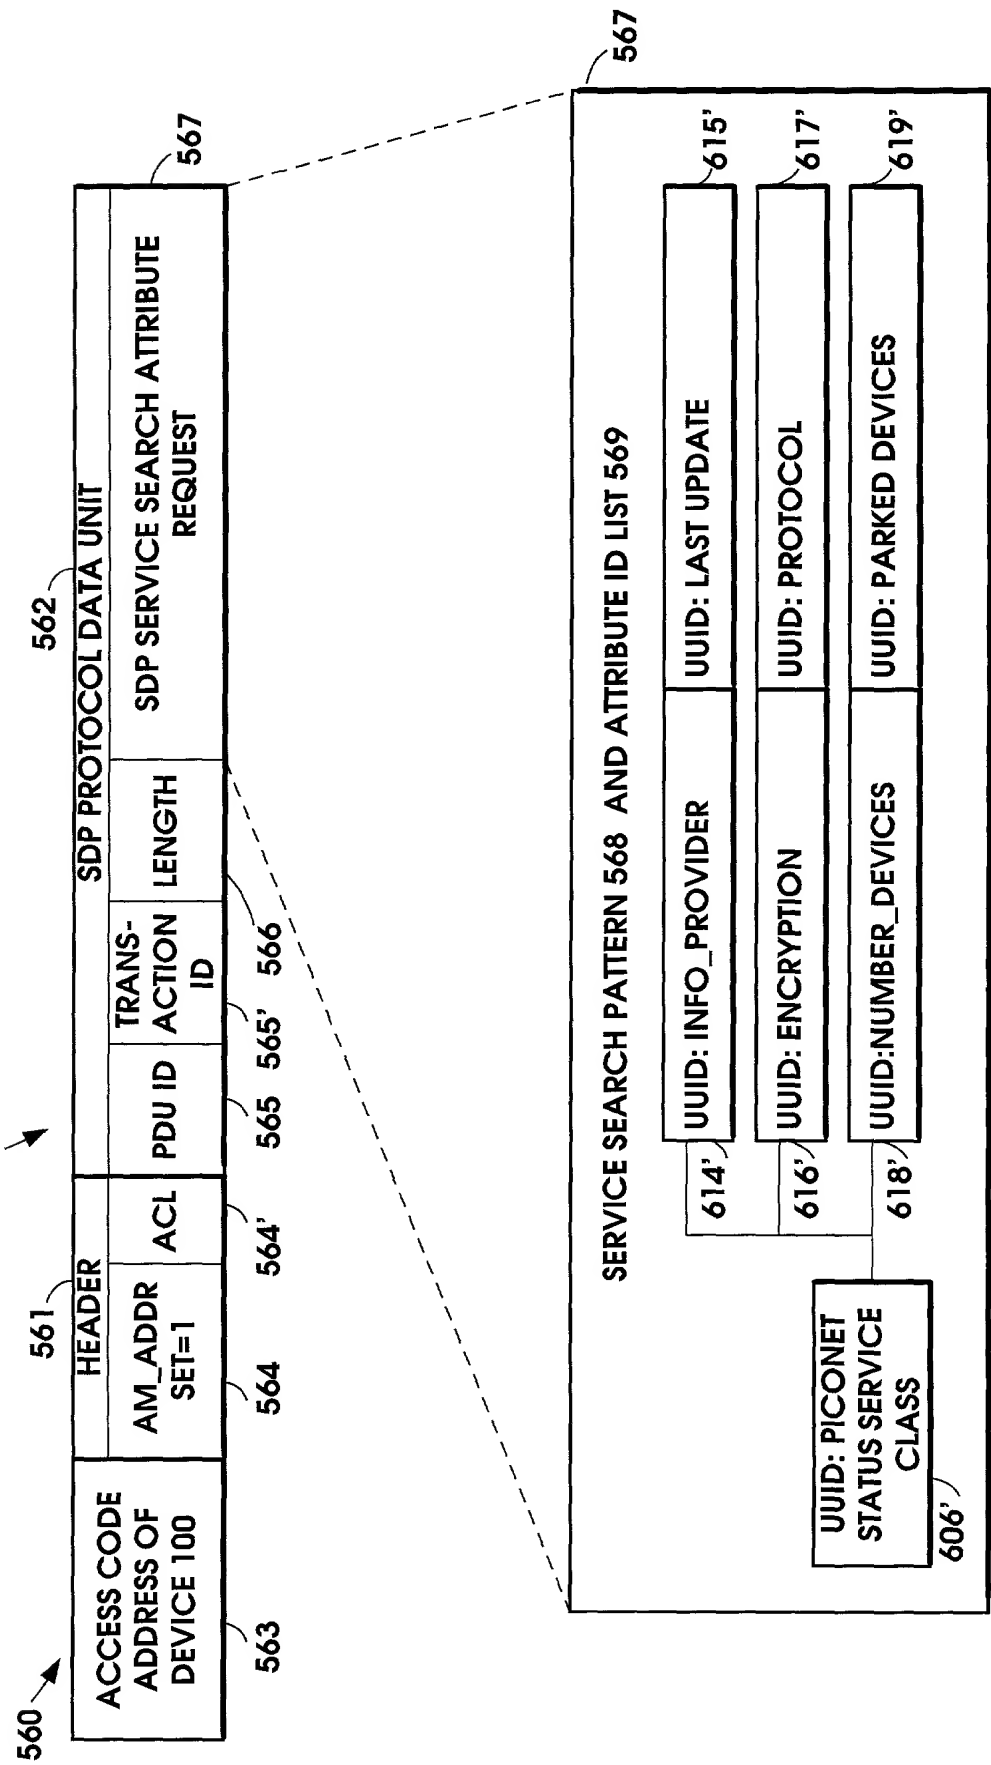 560
561
562
HEADER
SDP PROTOCOL DATA UNIT
ACCESS CODE
ADDRESS OF
DEVICE 100
AM_ADDR
SET=1
ACL
PDU ID
TRANS-
ACTION
ID
LENGTH
SDP SERVICE SEARCH ATTRIBUTE
REQUEST
567
563
564
564'
565
565'
566
567
SERVICE SEARCH PATTERN 568 AND ATTRIBUTE ID LIST 569
UUID: INFO_PROVIDER
UUID: LAST UPDATE
614'
615'
UUID: ENCRYPTION
UUID: PROTOCOL
616'
617'
UUID:NUMBER_DEVICES
UUID: PARKED DEVICES
618'
619'
UUID: PICONET
STATUS SERVICE
CLASS
606'